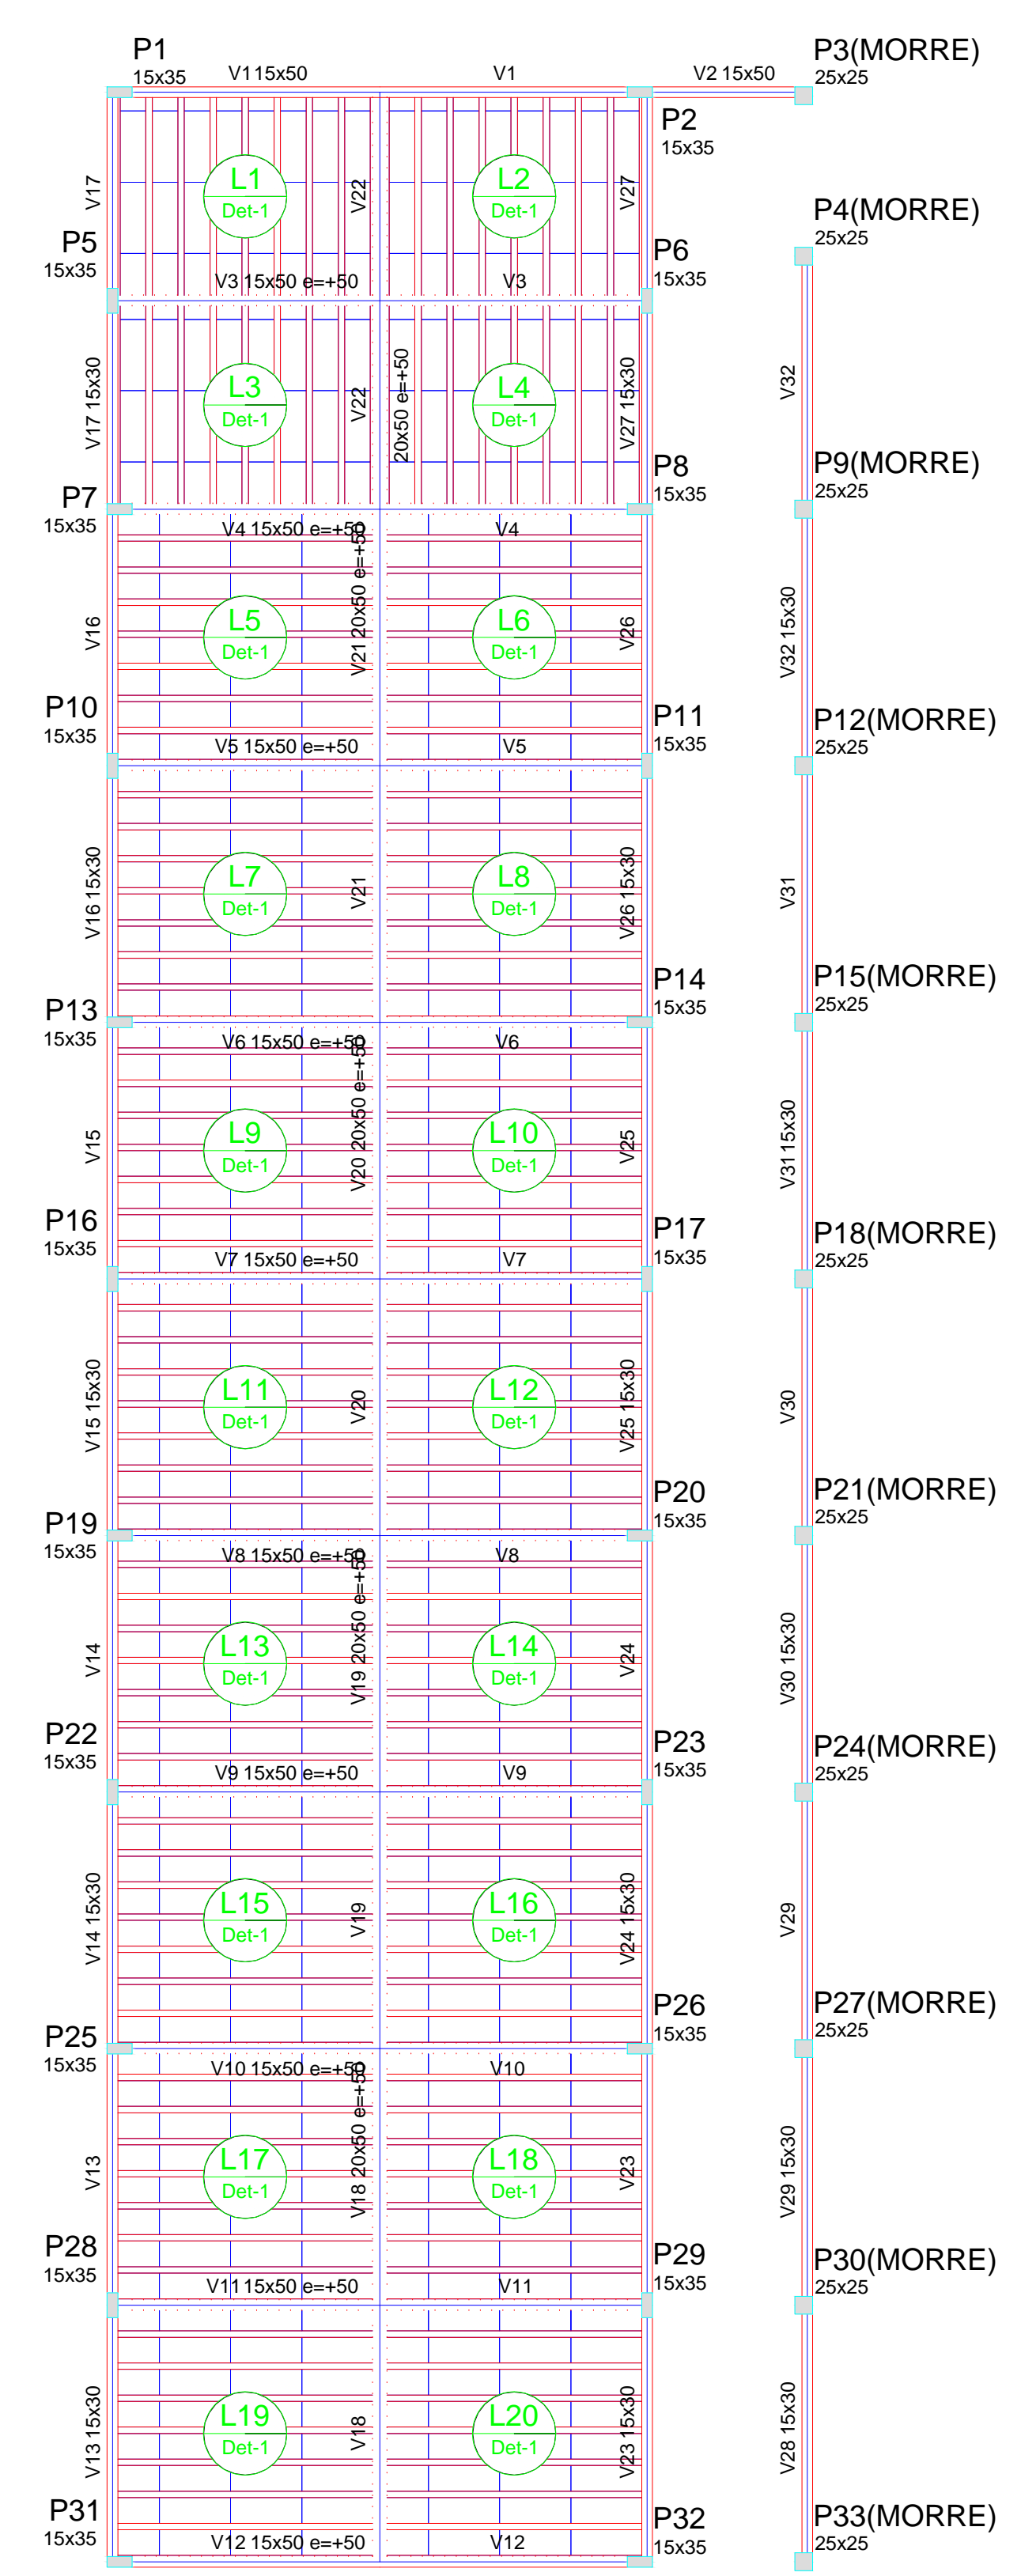 P1
15x35
V1 15x50
V1
V2 15x50
P3(MORRE)
25x25
P2
15x35
V17
L1
Det-1
V22
L2
Det-1
V27
P4(MORRE)
25x25
P5
15x35
P6
15x35
V3 15x50 e=+50
V3
V17 15x30
L3
Det-1
V22
20x50 e=+50
L4
Det-1
V27 15x30
V32
P7
15x35
P8
15x35
P9(MORRE)
25x25
V4 15x50 e=+50
V4
V16
L5
Det-1
V21 20x50 e=+50
L6
Det-1
V26
V32 15x30
P10
15x35
P11
15x35
P12(MORRE)
25x25
V5 15x50 e=+50
V5
V16 15x30
L7
Det-1
V21
L8
Det-1
V26 15x30
V31
P13
15x35
P14
15x35
P15(MORRE)
25x25
V6 15x50 e=+50
V6
V15
L9
Det-1
V20 20x50 e=+50
L10
Det-1
V25
V31 15x30
P16
15x35
P17
15x35
P18(MORRE)
25x25
V7 15x50 e=+50
V7
V15 15x30
L11
Det-1
V20
L12
Det-1
V25 15x30
V30
P19
15x35
P20
15x35
P21(MORRE)
25x25
V8 15x50 e=+50
V8
V14
L13
Det-1
V19 20x50 e=+50
L14
Det-1
V24
V30 15x30
P22
15x35
P23
15x35
P24(MORRE)
25x25
V9 15x50 e=+50
V9
V14 15x30
L15
Det-1
V19
L16
Det-1
V24 15x30
V29
P25
15x35
P26
15x35
P27(MORRE)
25x25
V10 15x50 e=+50
V10
V13
L17
Det-1
V18 20x50 e=+50
L18
Det-1
V23
V29 15x30
P28
15x35
P29
15x35
P30(MORRE)
25x25
V11 15x50 e=+50
V11
V13 15x30
L19
Det-1
V18
L20
Det-1
V23 15x30
V28 15x30
P31
15x35
P32
15x35
P33(MORRE)
25x25
V12 15x50 e=+50
V12